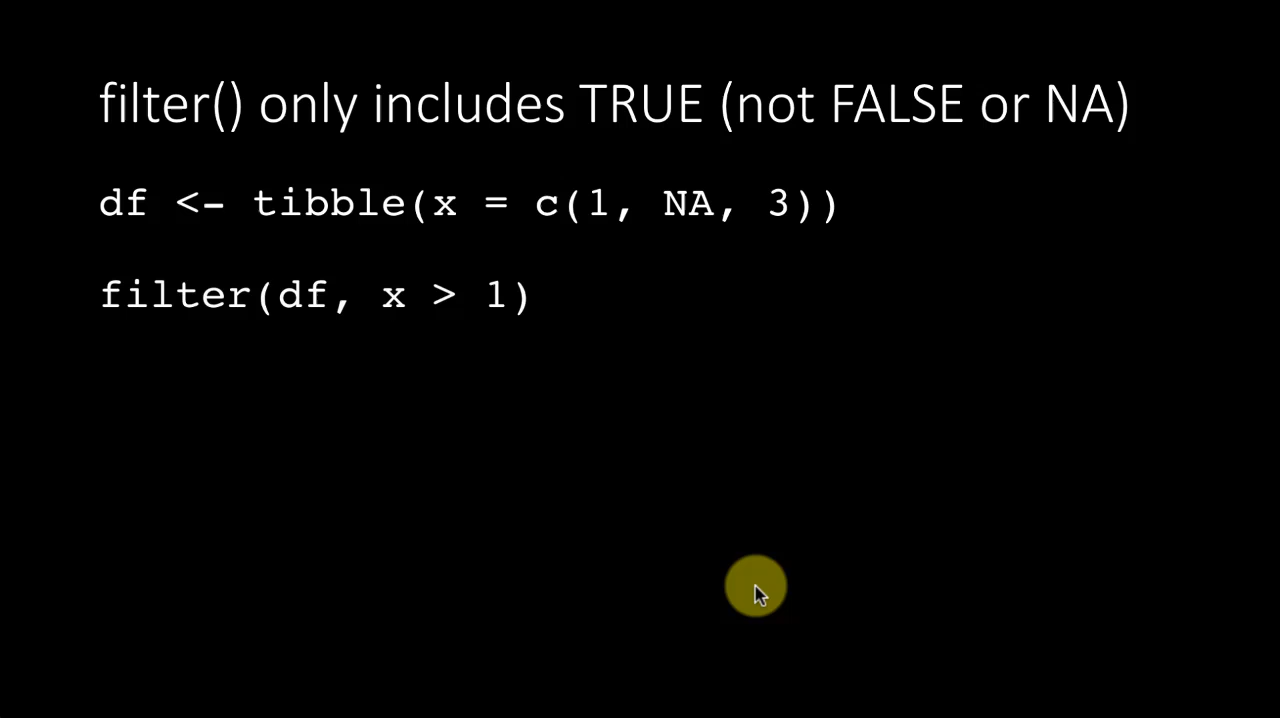 filter() only includes TRUE (not FALSE or NA)
df <- tibble(x = c(1, NA, 3))
filter(df, x > 1)